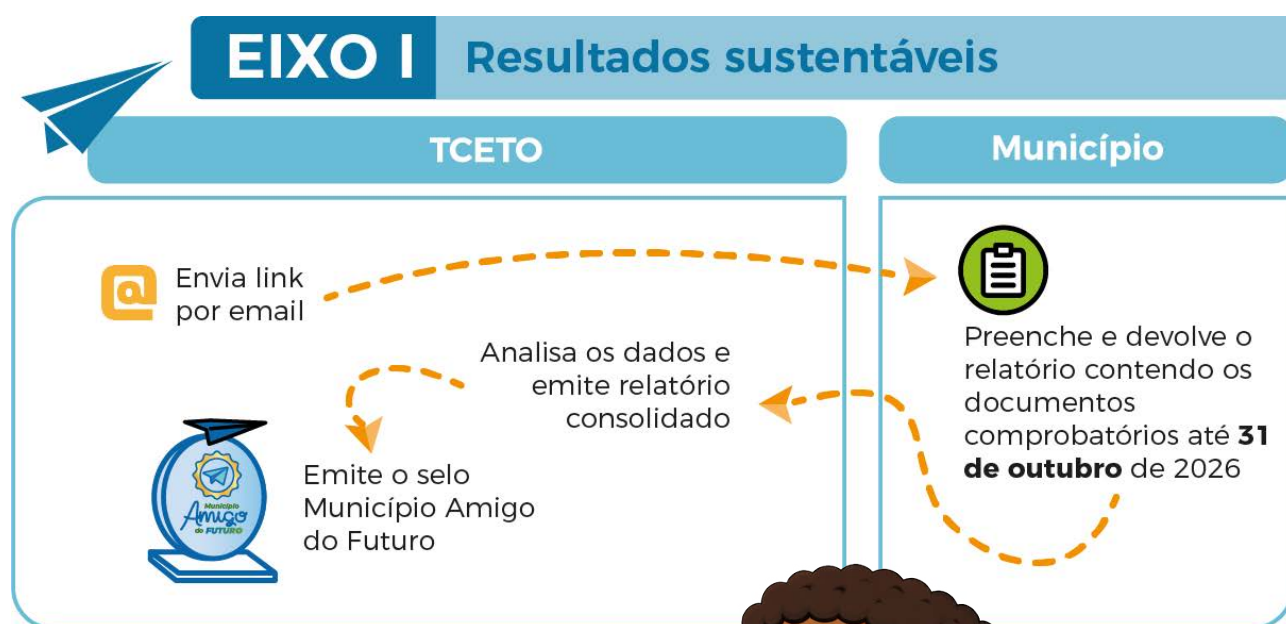 EIXO I
Resultados sustentáveis
TCETO
Município
Envia link
por email
Preenche e devolve o
relatório contendo os
documentos
comprobatórios até 31
de outubro de 2026
Analisa os dados e
emite relatório
consolidado
Município
Amigo
do FUTURO
Emite o selo
Município Amigo
do Futuro